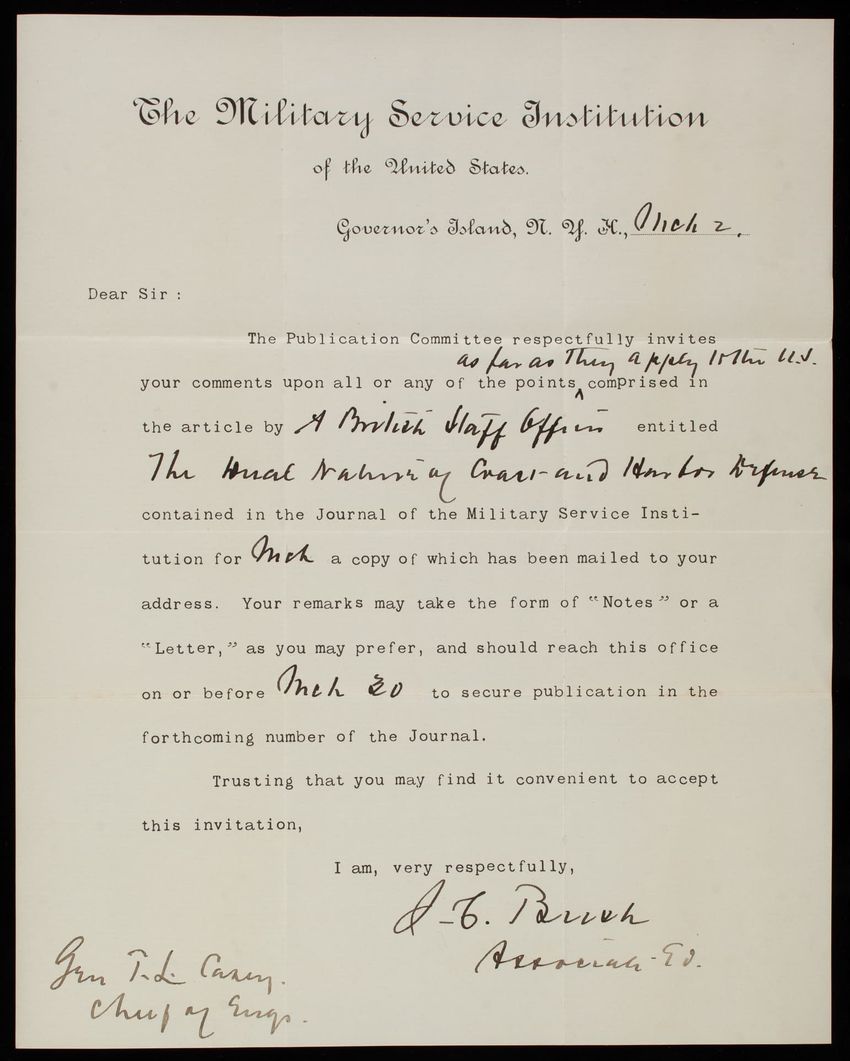 The Military Service Institution
of the United States.
Governor's Island, N. Y. H., Mch 2.
Dear Sir :
The Publication Committee respectfully invites
as far as they apply to the U.S.
your comments upon all or any of the points ‸ comprised in
the article by A British Staff Officer entitled
The Dual Nature of Coast and Harbor Defense
contained in the Journal of the Military Service Insti-
tution for Mch a copy of which has been mailed to your
address. Your remarks may take the form of "Notes" or a
"Letter," as you may prefer, and should reach this office
on or before Mch 20 to secure publication in the
forthcoming number of the Journal.
Trusting that you may find it convenient to accept
this invitation,
I am, very respectfully,
J-C. Bush
Associate Ed.
Gen T. L. Casey.
Chief of Engs.